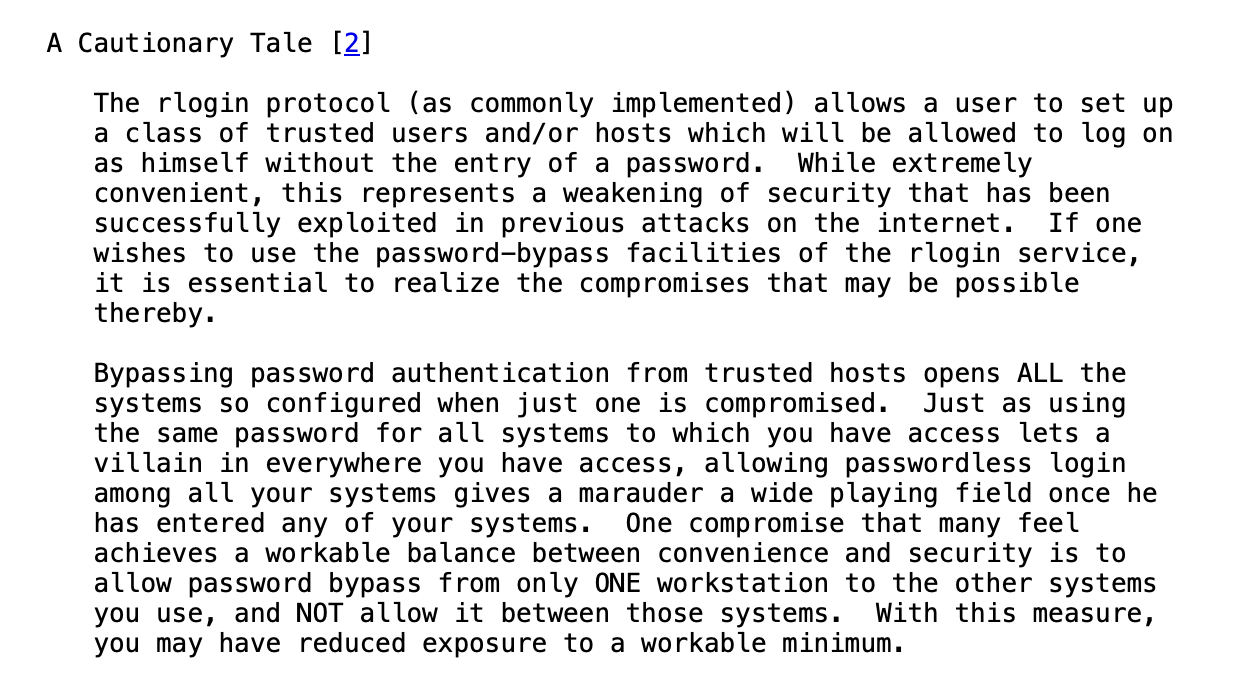 A Cautionary Tale [2]
The rlogin protocol (as commonly implemented) allows a user to set up
a class of trusted users and/or hosts which will be allowed to log on
as himself without the entry of a password.  While extremely
convenient, this represents a weakening of security that has been
successfully exploited in previous attacks on the internet.  If one
wishes to use the password-bypass facilities of the rlogin service,
it is essential to realize the compromises that may be possible
thereby.
Bypassing password authentication from trusted hosts opens ALL the
systems so configured when just one is compromised.  Just as using
the same password for all systems to which you have access lets a
villain in everywhere you have access, allowing passwordless login
among all your systems gives a marauder a wide playing field once he
has entered any of your systems.  One compromise that many feel
achieves a workable balance between convenience and security is to
allow password bypass from only ONE workstation to the other systems
you use, and NOT allow it between those systems.  With this measure,
you may have reduced exposure to a workable minimum.